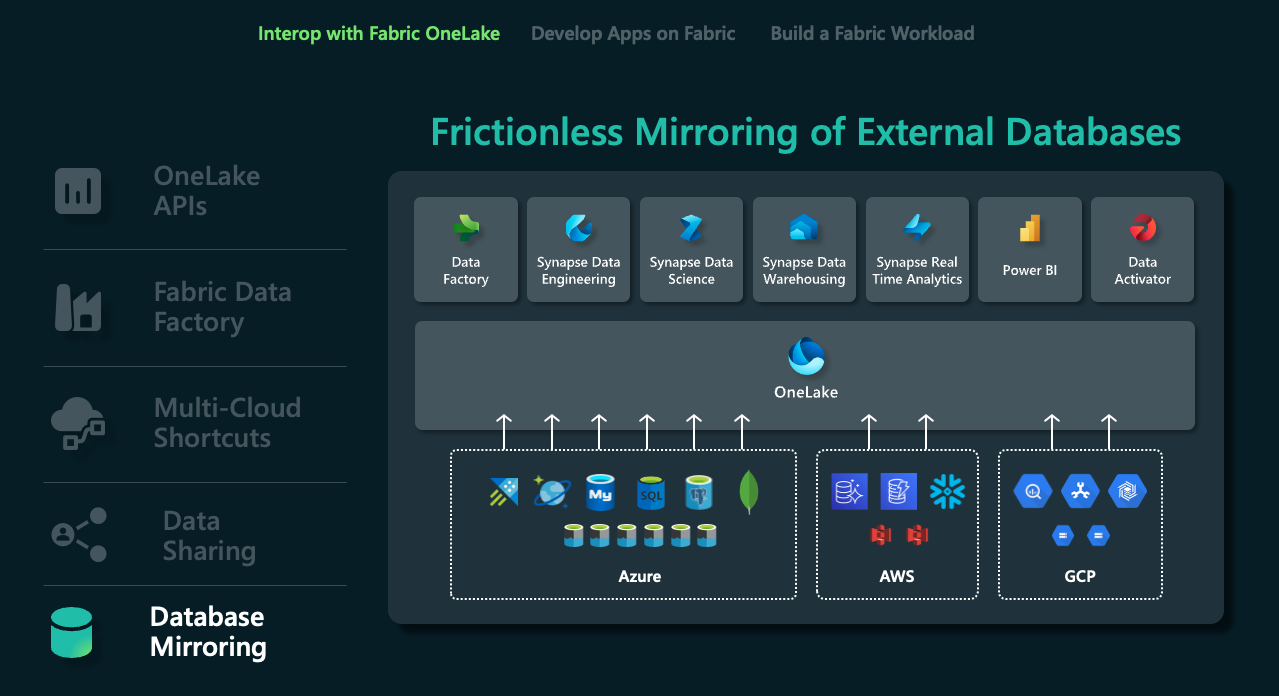 Interop with Fabric OneLake
Develop Apps on Fabric
Build a Fabric Workload
Frictionless Mirroring of External Databases
OneLake
APIs
Fabric Data
Factory
Multi-Cloud
Shortcuts
Data
Sharing
Database
Mirroring
Data
Factory
Synapse Data
Engineering
Synapse Data
Science
Synapse Data
Warehousing
Synapse Real
Time Analytics
Power BI
Data
Activator
OneLake
My
SQL
Azure
AWS
GCP